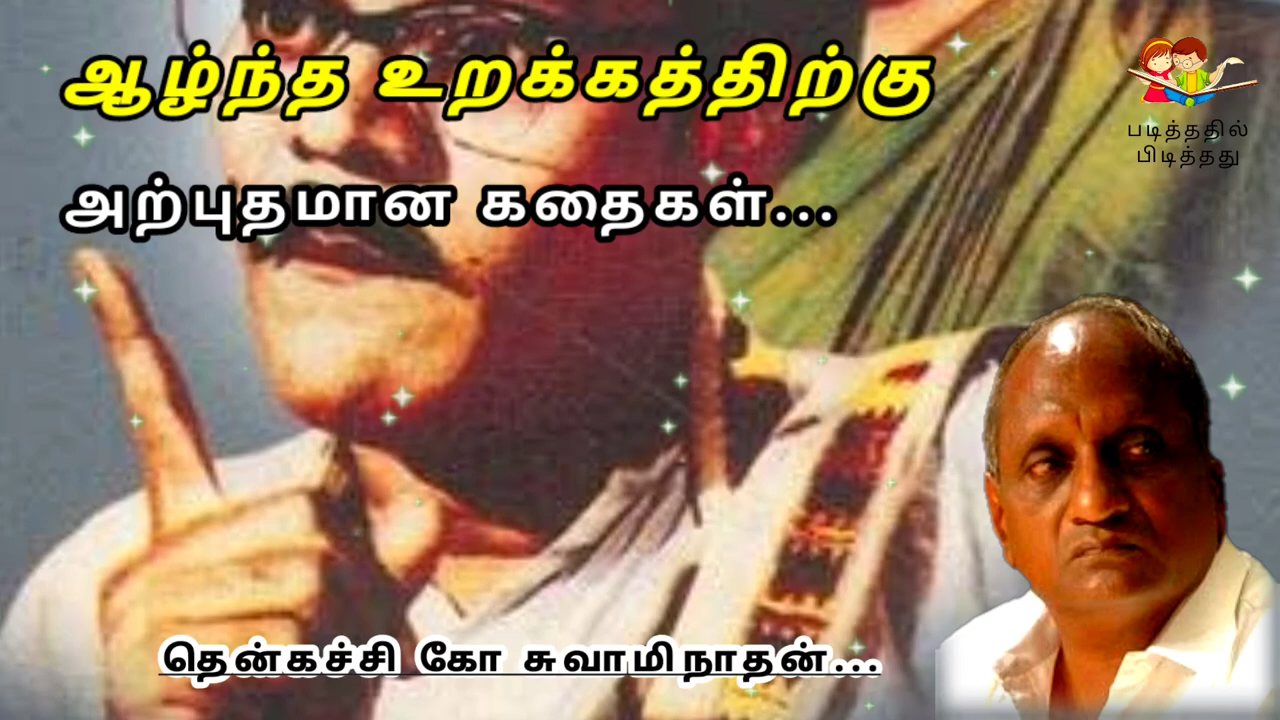 ஆழ்ந்த உறக்கத்திற்கு
அற்புதமான கதைகள்...
படித்ததில்
பிடித்தது
தென்கச்சி கோ சுவாமிநாதன்...